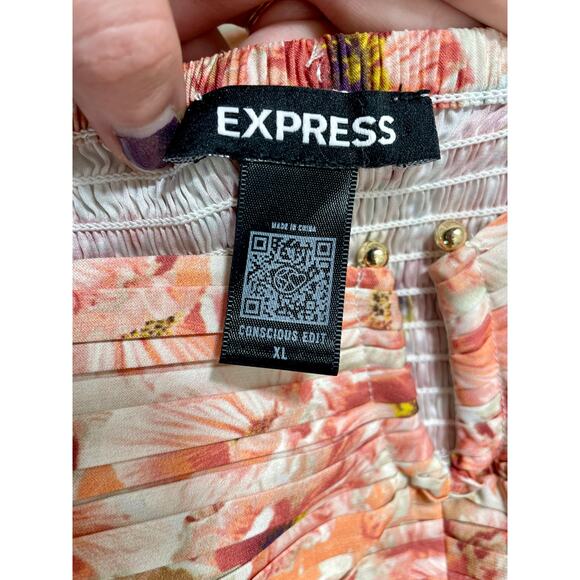 EXPRESS
MADE IN CHINA
CONSCIOUS EDIT
XL